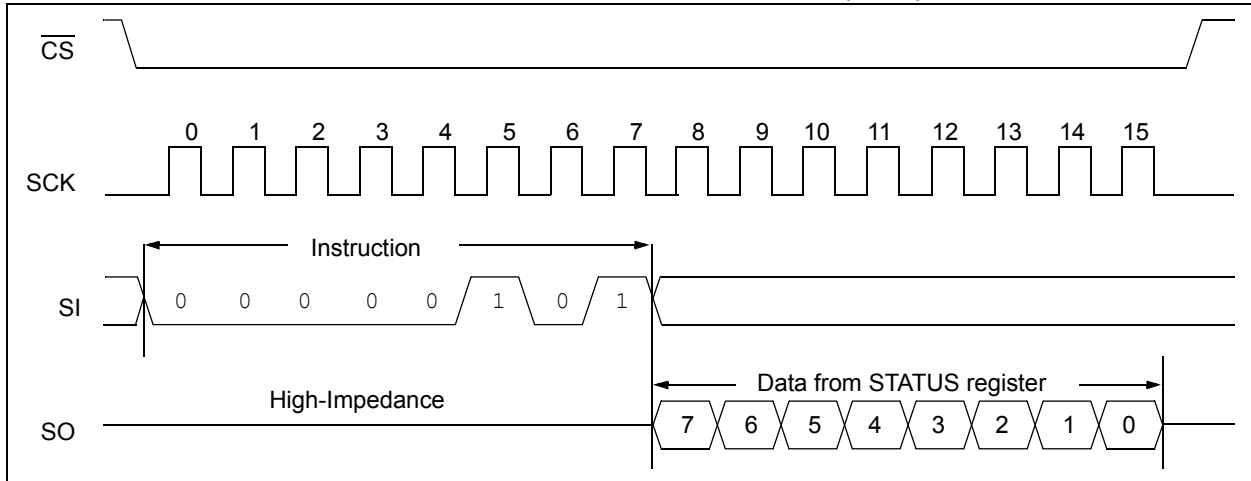 CS
0 1 2 3 4 5 6 7 8 9 10 11 12 13 14 15
SCK
Instruction
SI 0 0 0 0 0 1 0 1
Data from STATUS register
High-Impedance
SO 7 6 5 4 3 2 1 0